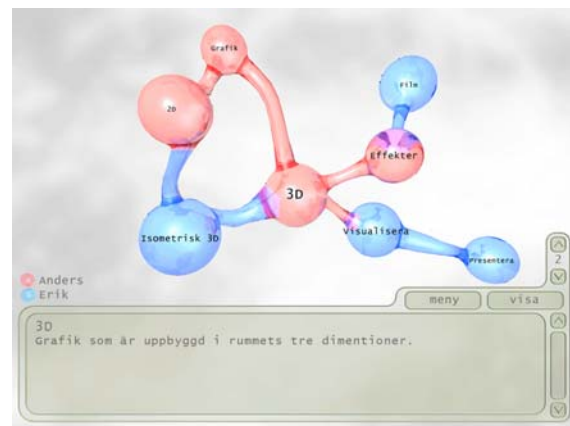 Grafik
Film
2D
Effekter
3D
Isometrisk 3D
Visualisera
Presentera
2
Anders
Erik
meny
visa
3D
Grafik som är uppbyggd i rummets tre dimentioner.